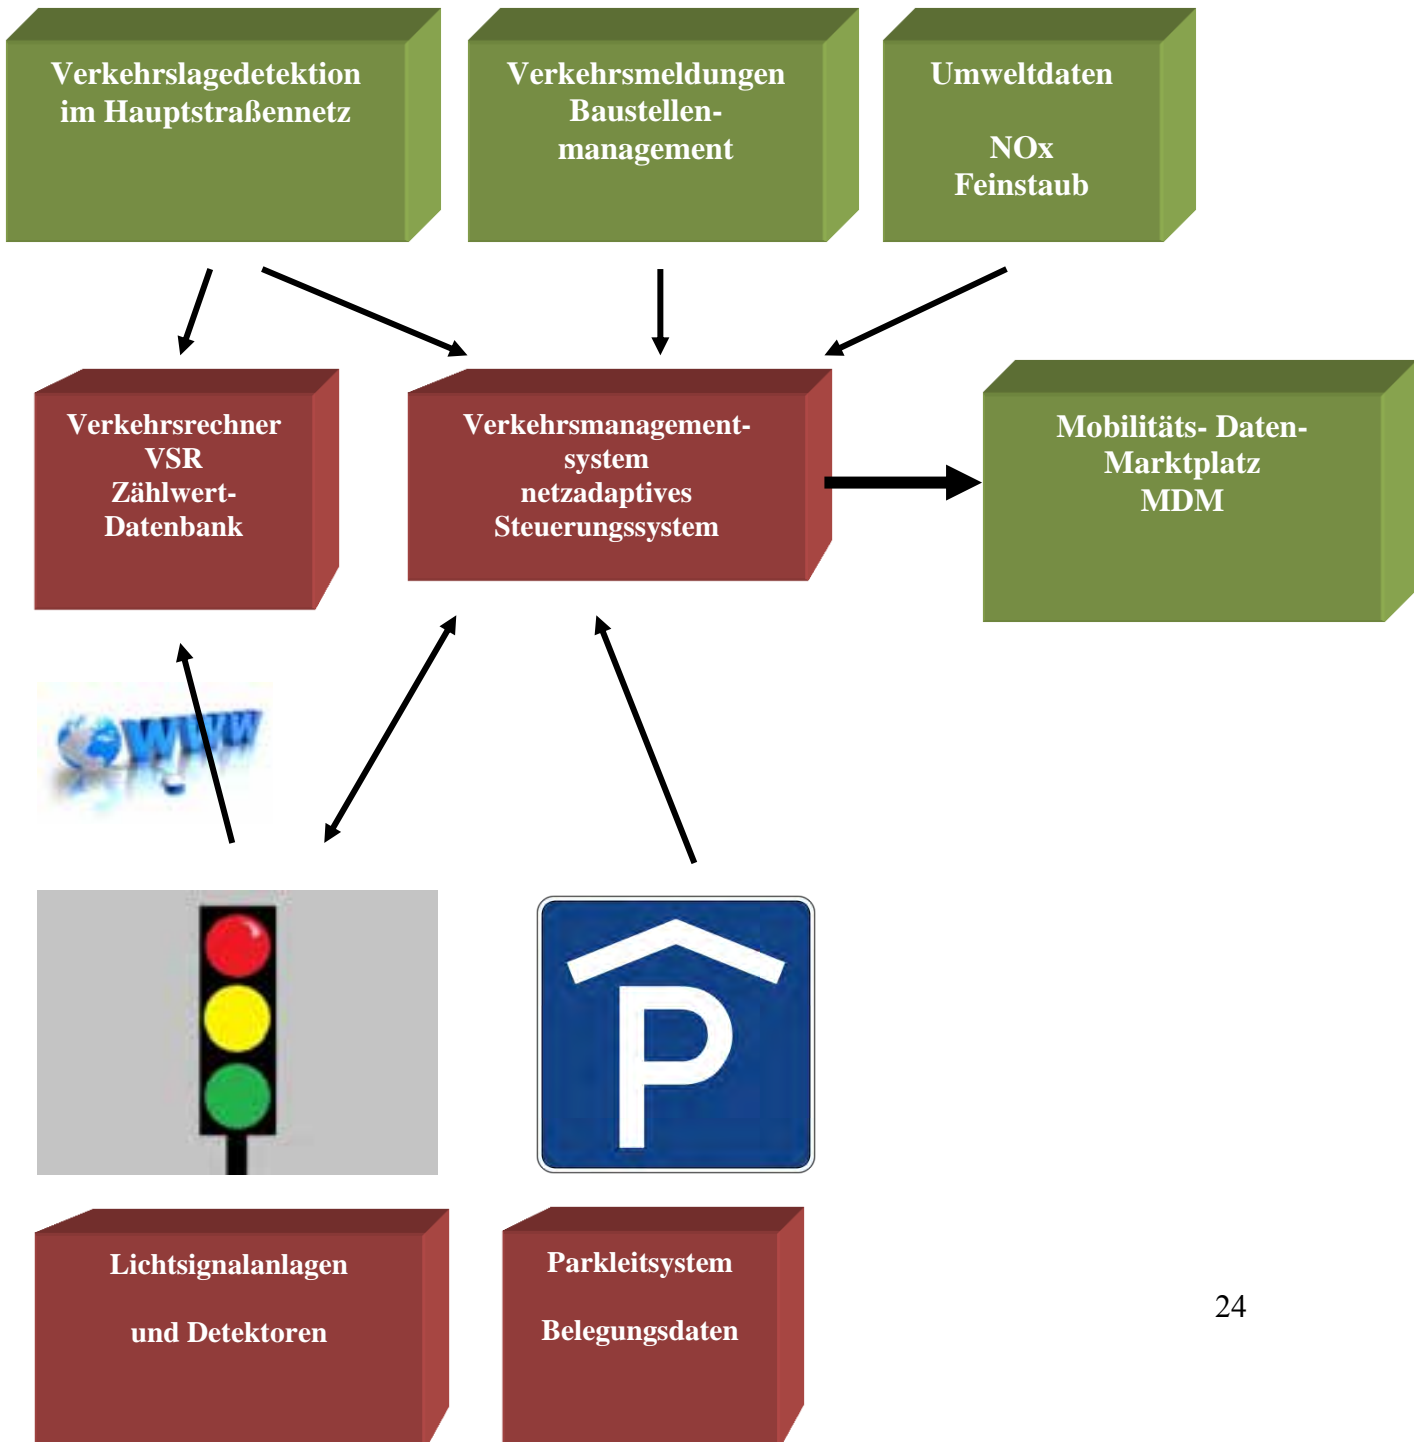 Verkehrslagedetektion
im Hauptstraßennetz
Verkehrsmeldungen
Baustellen-
management
Umweltdaten
NOx
Feinstaub
Verkehrsrechner
VSR
Zählwert-
Datenbank
Verkehrsmanagement-
system
netzadaptives
Steuerungssystem
Mobilitäts- Daten-
Marktplatz
MDM
www
P
Lichtsignalanlagen
und Detektoren
Parkleitsystem
Belegungsdaten
24